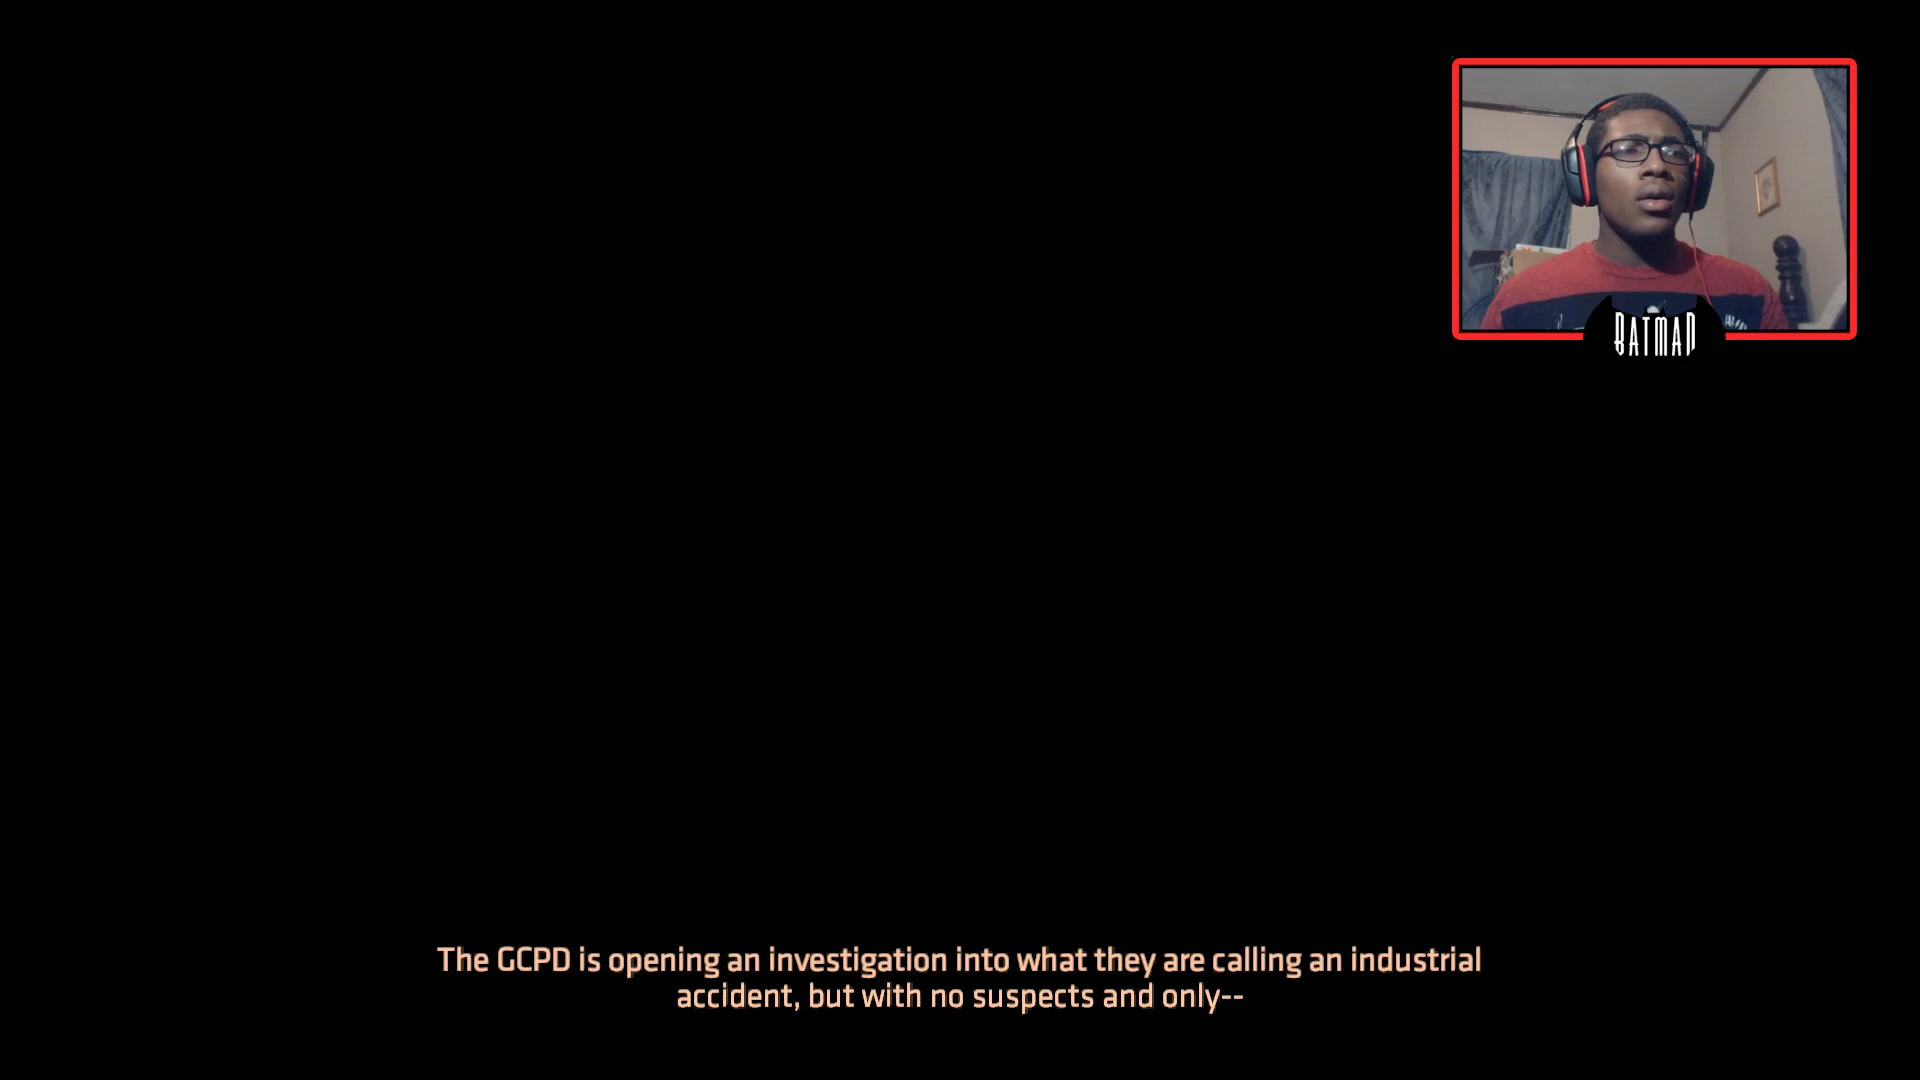 BATMAN
The GCPD is opening an investigation into what they are calling an industrial
accident, but with no suspects and only--